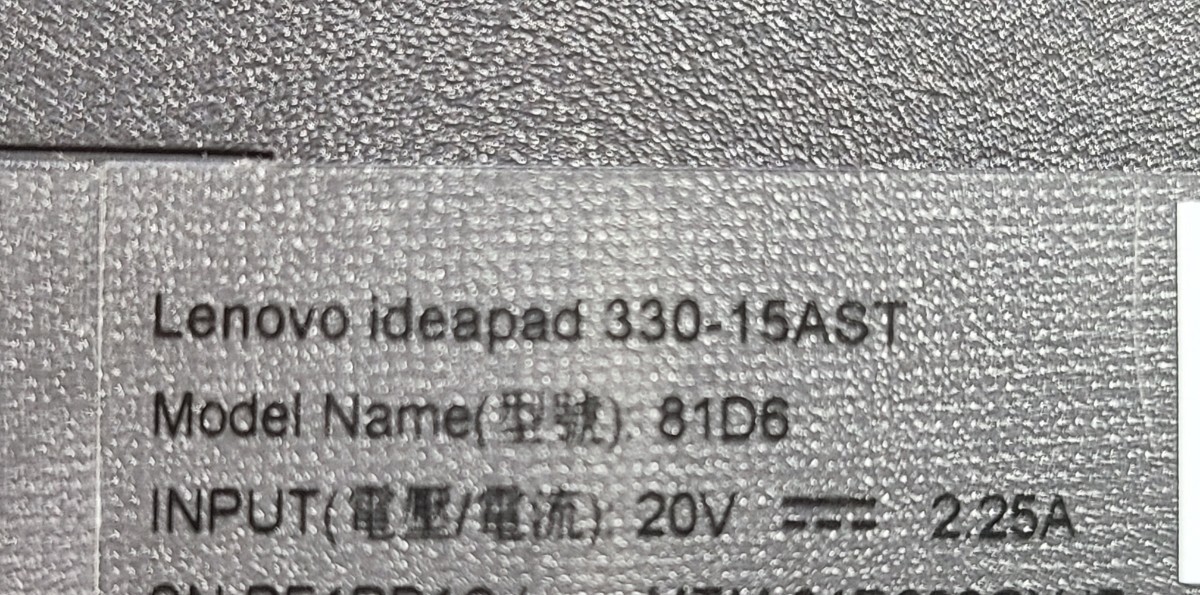 Lenovo ideapad 330-15AST
Model Name(型號): 81D6
INPUT(電壓/電流): 20V ⎓ 2.25A